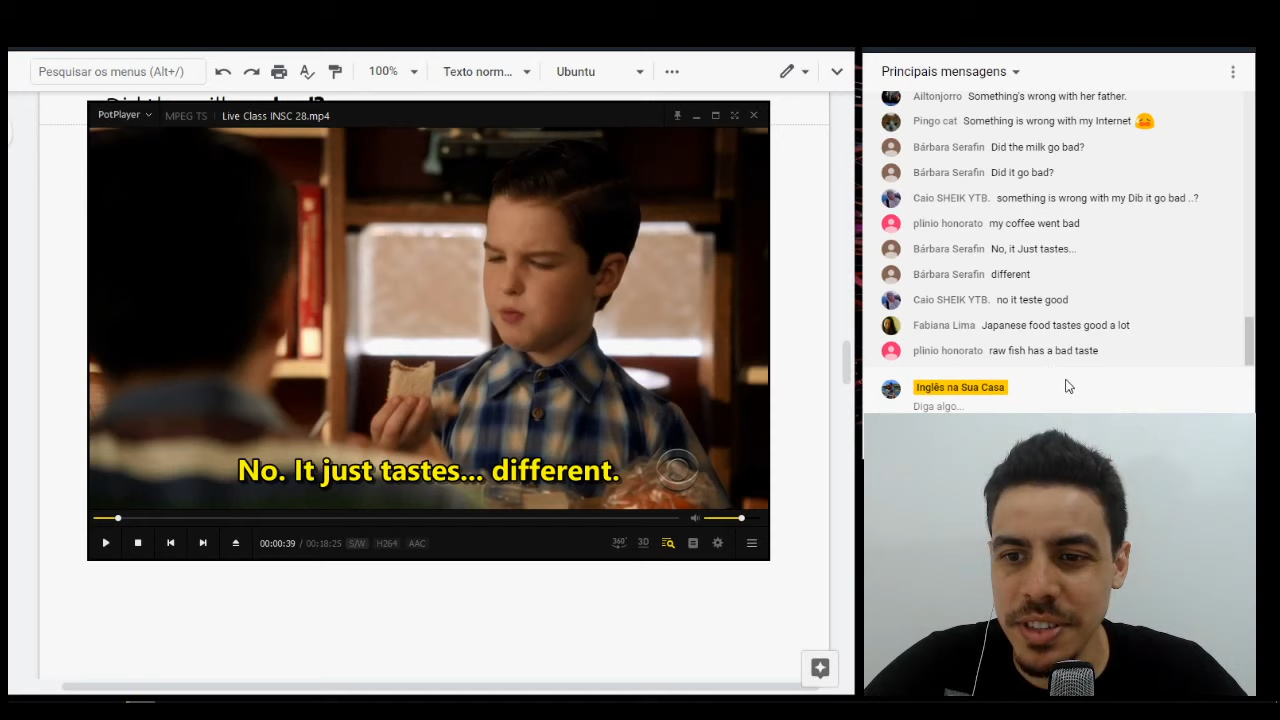 Pesquisar os menus (Alt+/)
100%
Texto norm...
Ubuntu
PotPlayer
MPEG TS
Live Class INSC 28.mp4
No. It just tastes... different.
00:00:39 / 00:18:25 S/W H264 AAC
360°
3D
Principais mensagens
Ailtonjorro Something's wrong with her father.
Pingo cat Something is wrong with my Internet
Bárbara Serafin Did the milk go bad?
Bárbara Serafin Did it go bad?
Caio SHEIK YTB. something is wrong with my Dib it go bad ..?
plinio honorato my coffee went bad
Bárbara Serafin No, it Just tastes...
Bárbara Serafin different
Caio SHEIK YTB. no it teste good
Fabiana Lima Japanese food tastes good a lot
plinio honorato raw fish has a bad taste
Inglês na Sua Casa
Diga algo...